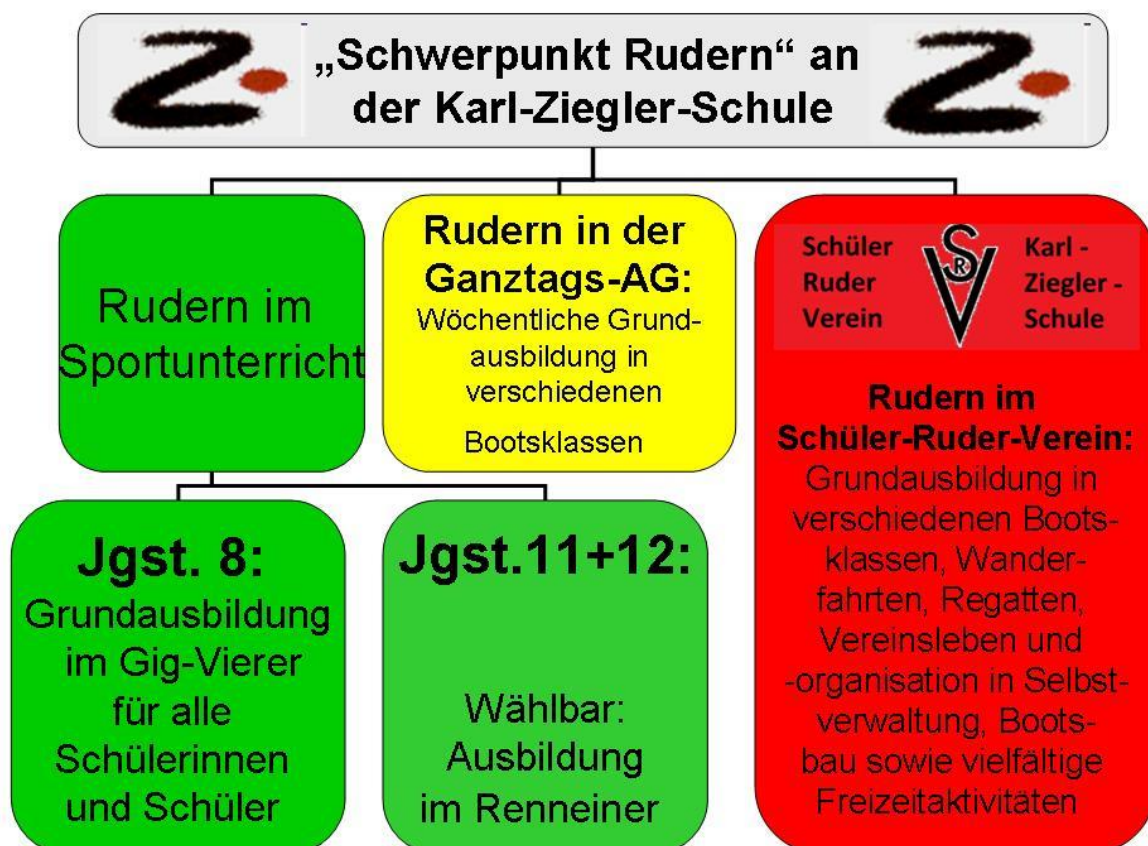 „Schwerpunkt Rudern“ an
der Karl-Ziegler-Schule
Rudern im
Sportunterricht
Rudern in der
Ganztags-AG:
Wöchentliche Grund-
ausbildung in
verschiedenen
Bootsklassen
Schüler
Ruder
Verein
SRV
Karl -
Ziegler -
Schule
Rudern im
Schüler-Ruder-Verein:
Grundausbildung in
verschiedenen Boots-
klassen, Wander-
fahrten, Regatten,
Vereinsleben und
-organisation in Selbst-
verwaltung, Boots-
bau sowie vielfältige
Freizeitaktivitäten
Jgst. 8:
Grundausbildung
im Gig-Vierer
für alle
Schülerinnen
und Schüler
Jgst.11+12:
Wählbar:
Ausbildung
im Renneiner